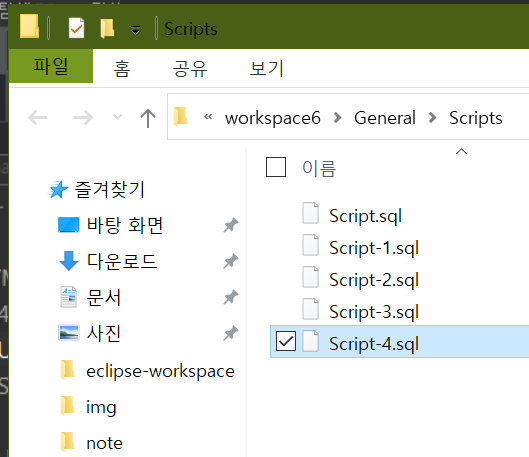 Scripts
파일 홈 공유 보기
« workspace6 > General > Scripts
이름
즐겨찾기
바탕 화면
다운로드
문서
사진
eclipse-workspace
img
note
Script.sql
Script-1.sql
Script-2.sql
Script-3.sql
Script-4.sql